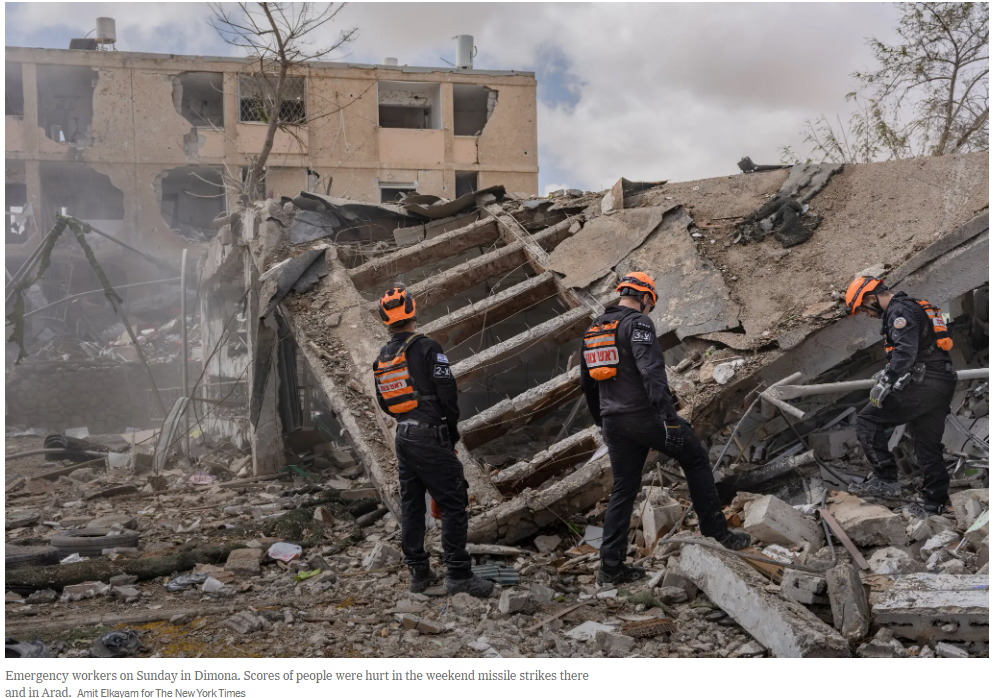 Emergency workers on Sunday in Dimona. Scores of people were hurt in the weekend missile strikes there
and in Arad. Amit Elkayam for The New York Times